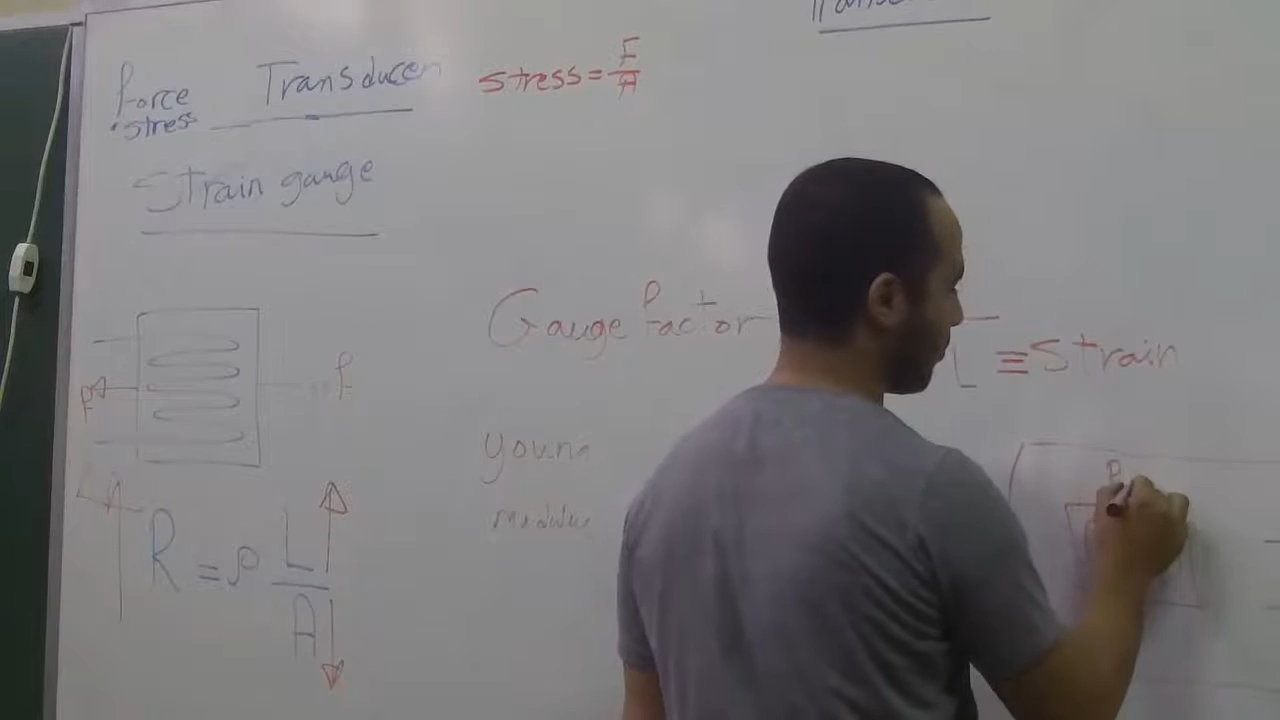 Force Transducer
stress
stress = F/A
Strain gauge
Gauge Factor
L ≡ Strain
F
F
young
modulus
R = ρ L/A